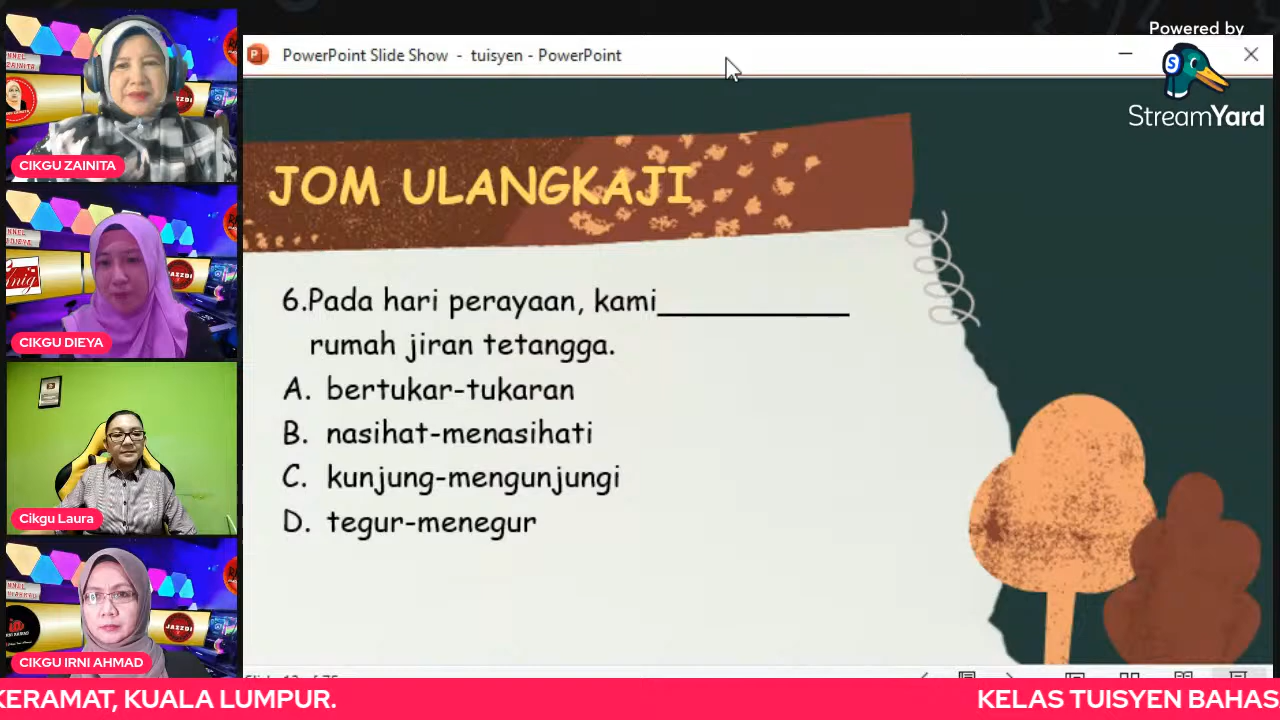 Powered by
StreamYard
PowerPoint Slide Show - tuisyen - PowerPoint
JOM ULANGKAJI
6.Pada hari perayaan, kami__________
rumah jiran tetangga.
A. bertukar-tukaran
B. nasihat-menasihati
C. kunjung-mengunjungi
D. tegur-menegur
CIKGU ZAINITA
CIKGU DIEYA
Cikgu Laura
CIKGU IRNI AHMAD
JAZZDI
KERAMAT, KUALA LUMPUR.
KELAS TUISYEN BAHAS